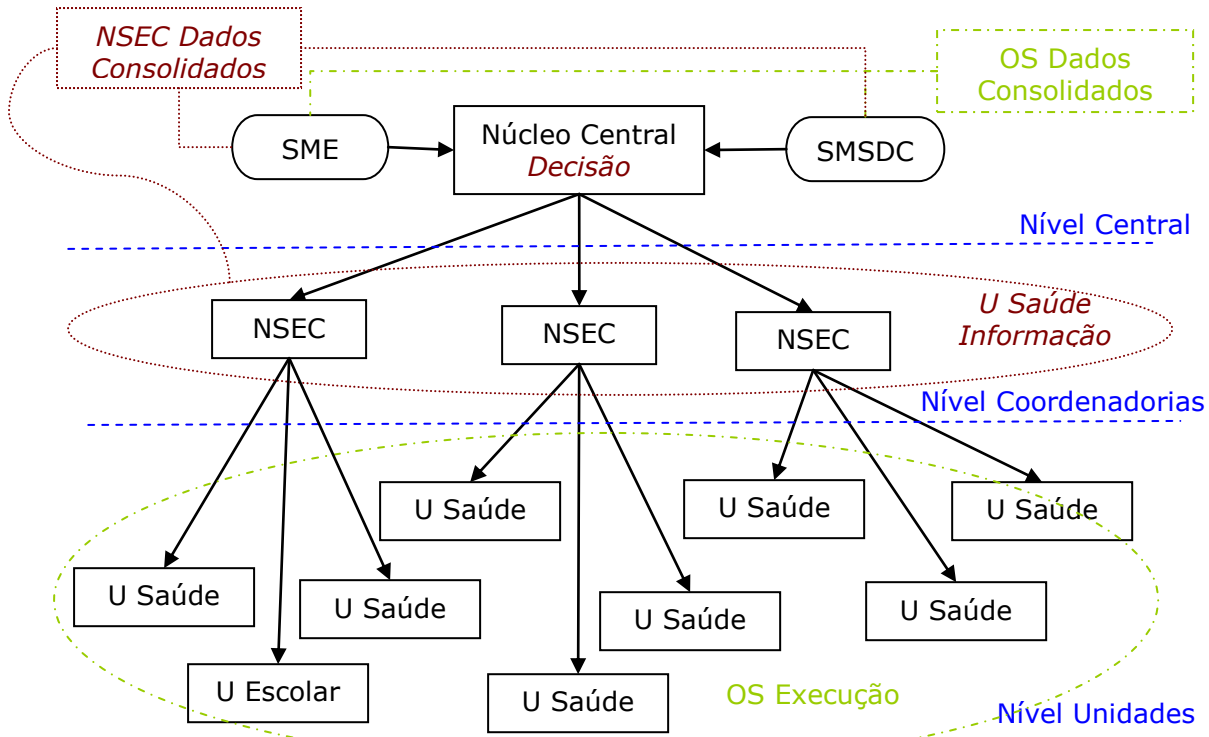 NSEC Dados
Consolidados
OS Dados
Consolidados
SME
Núcleo Central
Decisão
SMSDC
Nível Central
NSEC
NSEC
NSEC
U Saúde
Informação
Nível Coordenadorias
U Saúde
U Saúde
U Saúde
U Saúde
U Saúde
U Saúde
U Saúde
U Escolar
U Saúde
OS Execução
Nível Unidades